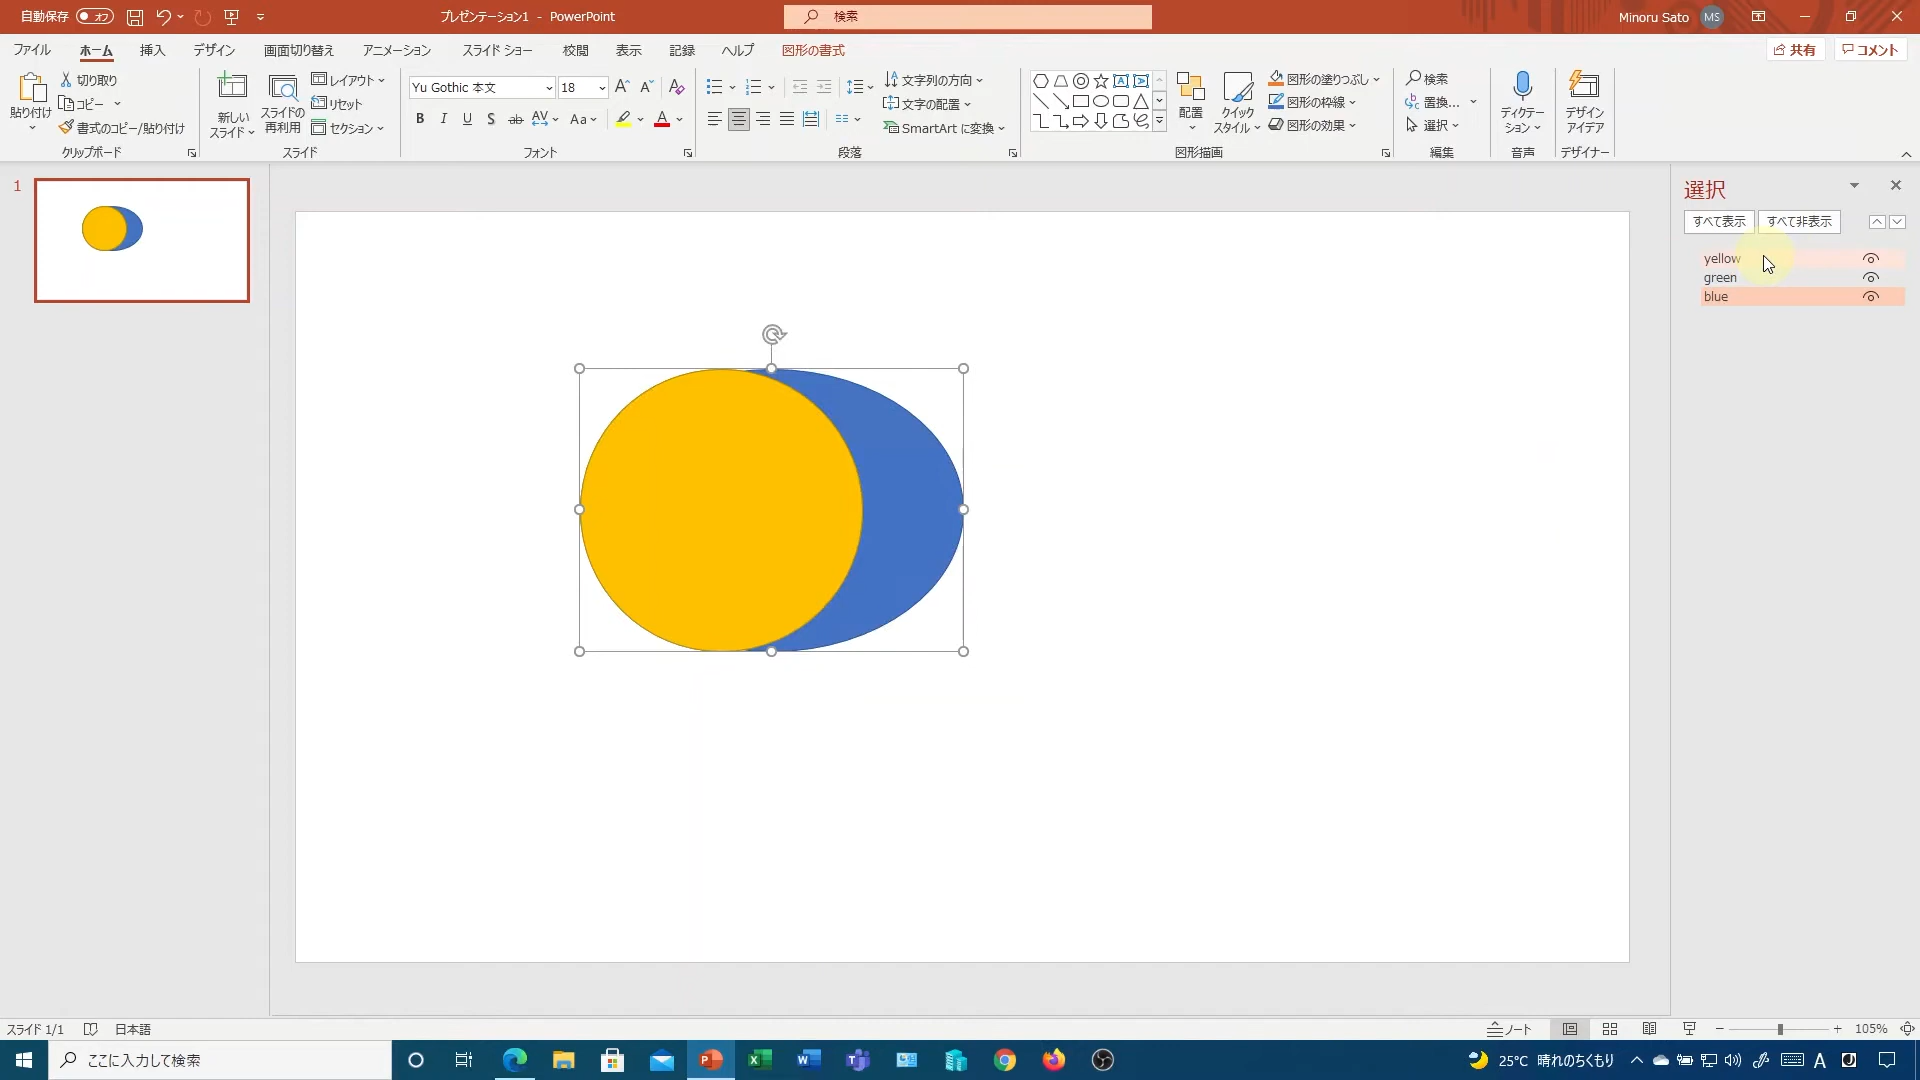 自動保存 オフ
プレゼンテーション1 - PowerPoint
検索
Minoru Sato MS
ファイル ホーム 挿入 デザイン 画面切り替え アニメーション スライド ショー 校閲 表示 記録 ヘルプ 図形の書式
共有 コメント
貼り付け
切り取り
コピー
書式のコピー/貼り付け
クリップボード
新しい
スライド
スライドの
再利用
レイアウト
リセット
セクション
スライド
Yu Gothic 本文 18
フォント
文字列の方向
文字の配置
SmartArt に変換
段落
配置
クイック
スタイル
図形の塗りつぶし
図形の枠線
図形の効果
図形描画
検索
置換...
選択
編集
ディクテー
ション
音声
デザイン
アイデア
デザイナー
1
選択
すべて表示 すべて非表示
yellow
green
blue
スライド 1/1 日本語
ノート
105%
ここに入力して検索
25°C 晴れのちくもり
A